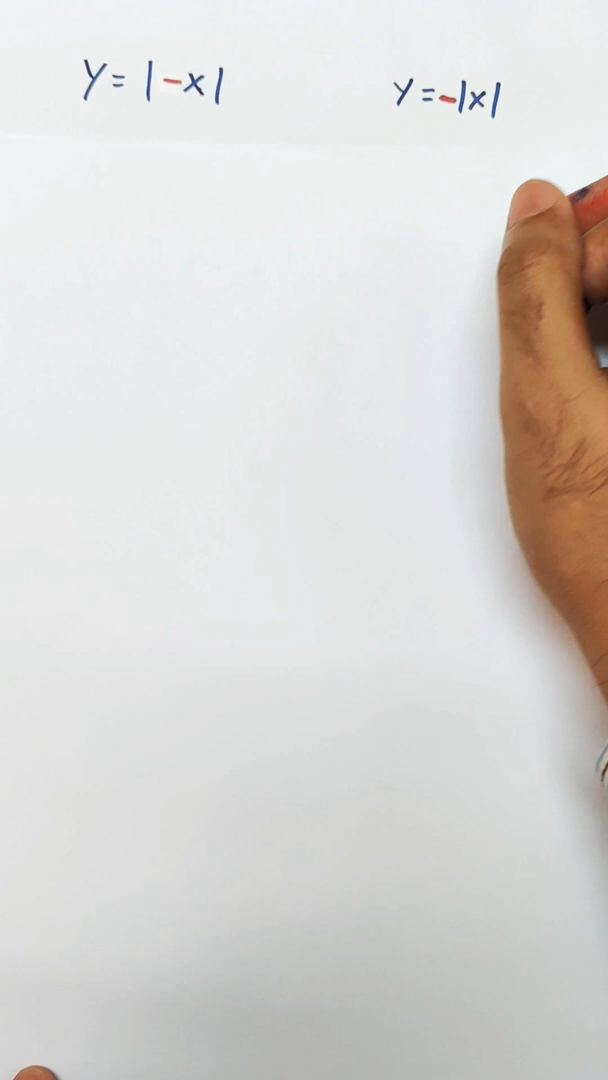 y = |-x|
y = -|x|